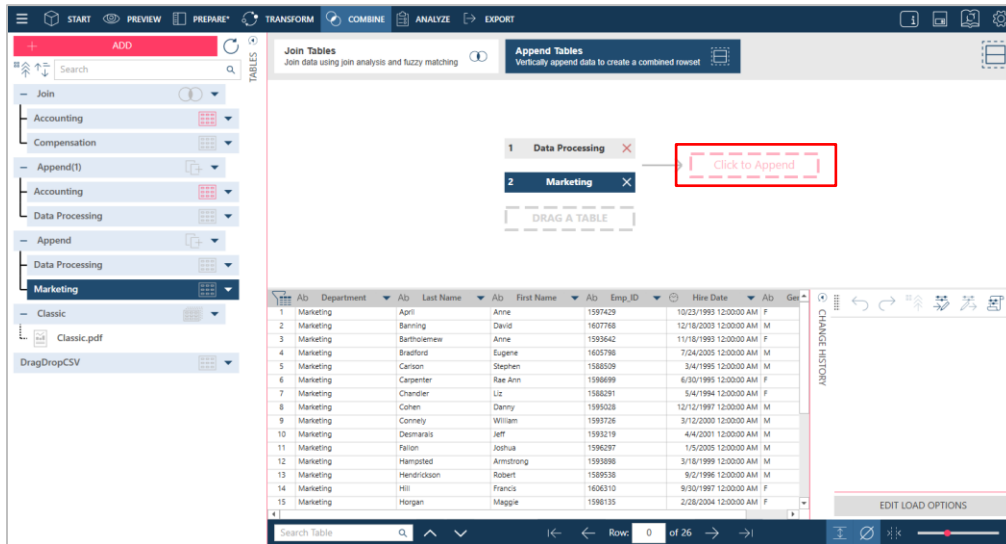 START PREVIEW PREPARE* TRANSFORM COMBINE ANALYZE EXPORT
ADD
Search
TABLES
Join
Accounting
Compensation
Append(1)
Accounting
Data Processing
Append
Data Processing
Marketing
Classic
Classic.pdf
DragDropCSV
Join Tables
Join data using join analysis and fuzzy matching
Append Tables
Vertically append data to create a combined rowset
1 Data Processing
2 Marketing
DRAG A TABLE
Click to Append
Ab Department Ab Last Name Ab First Name Ab Emp_ID Hire Date Ab Ge
1 Marketing April Anne 1597429 10/23/1993 12:00:00 AM F
2 Marketing Banning David 1607768 12/18/2003 12:00:00 AM M
3 Marketing Bartholemew Anne 1593642 11/18/1993 12:00:00 AM F
4 Marketing Bradford Eugene 1605798 7/24/2005 12:00:00 AM M
5 Marketing Carlson Stephen 1588509 3/4/1995 12:00:00 AM M
6 Marketing Carpenter Rae Ann 1598699 6/30/1995 12:00:00 AM F
7 Marketing Chandler Liz 1588291 5/4/1994 12:00:00 AM F
8 Marketing Cohen Danny 1595028 12/12/1997 12:00:00 AM M
9 Marketing Connely William 1593726 3/12/2000 12:00:00 AM M
10 Marketing Desmarais Jeff 1593219 4/4/2001 12:00:00 AM M
11 Marketing Fallon Joshua 1596297 1/5/2005 12:00:00 AM M
12 Marketing Hampsted Armstrong 1593898 3/18/1999 12:00:00 AM M
13 Marketing Hendrickson Robert 1589538 9/2/1996 12:00:00 AM M
14 Marketing Hill Francis 1606310 9/30/1997 12:00:00 AM F
15 Marketing Horgan Maggie 1598135 2/28/2004 12:00:00 AM F
CHANGE HISTORY
EDIT LOAD OPTIONS
Search Table Row: 0 of 26